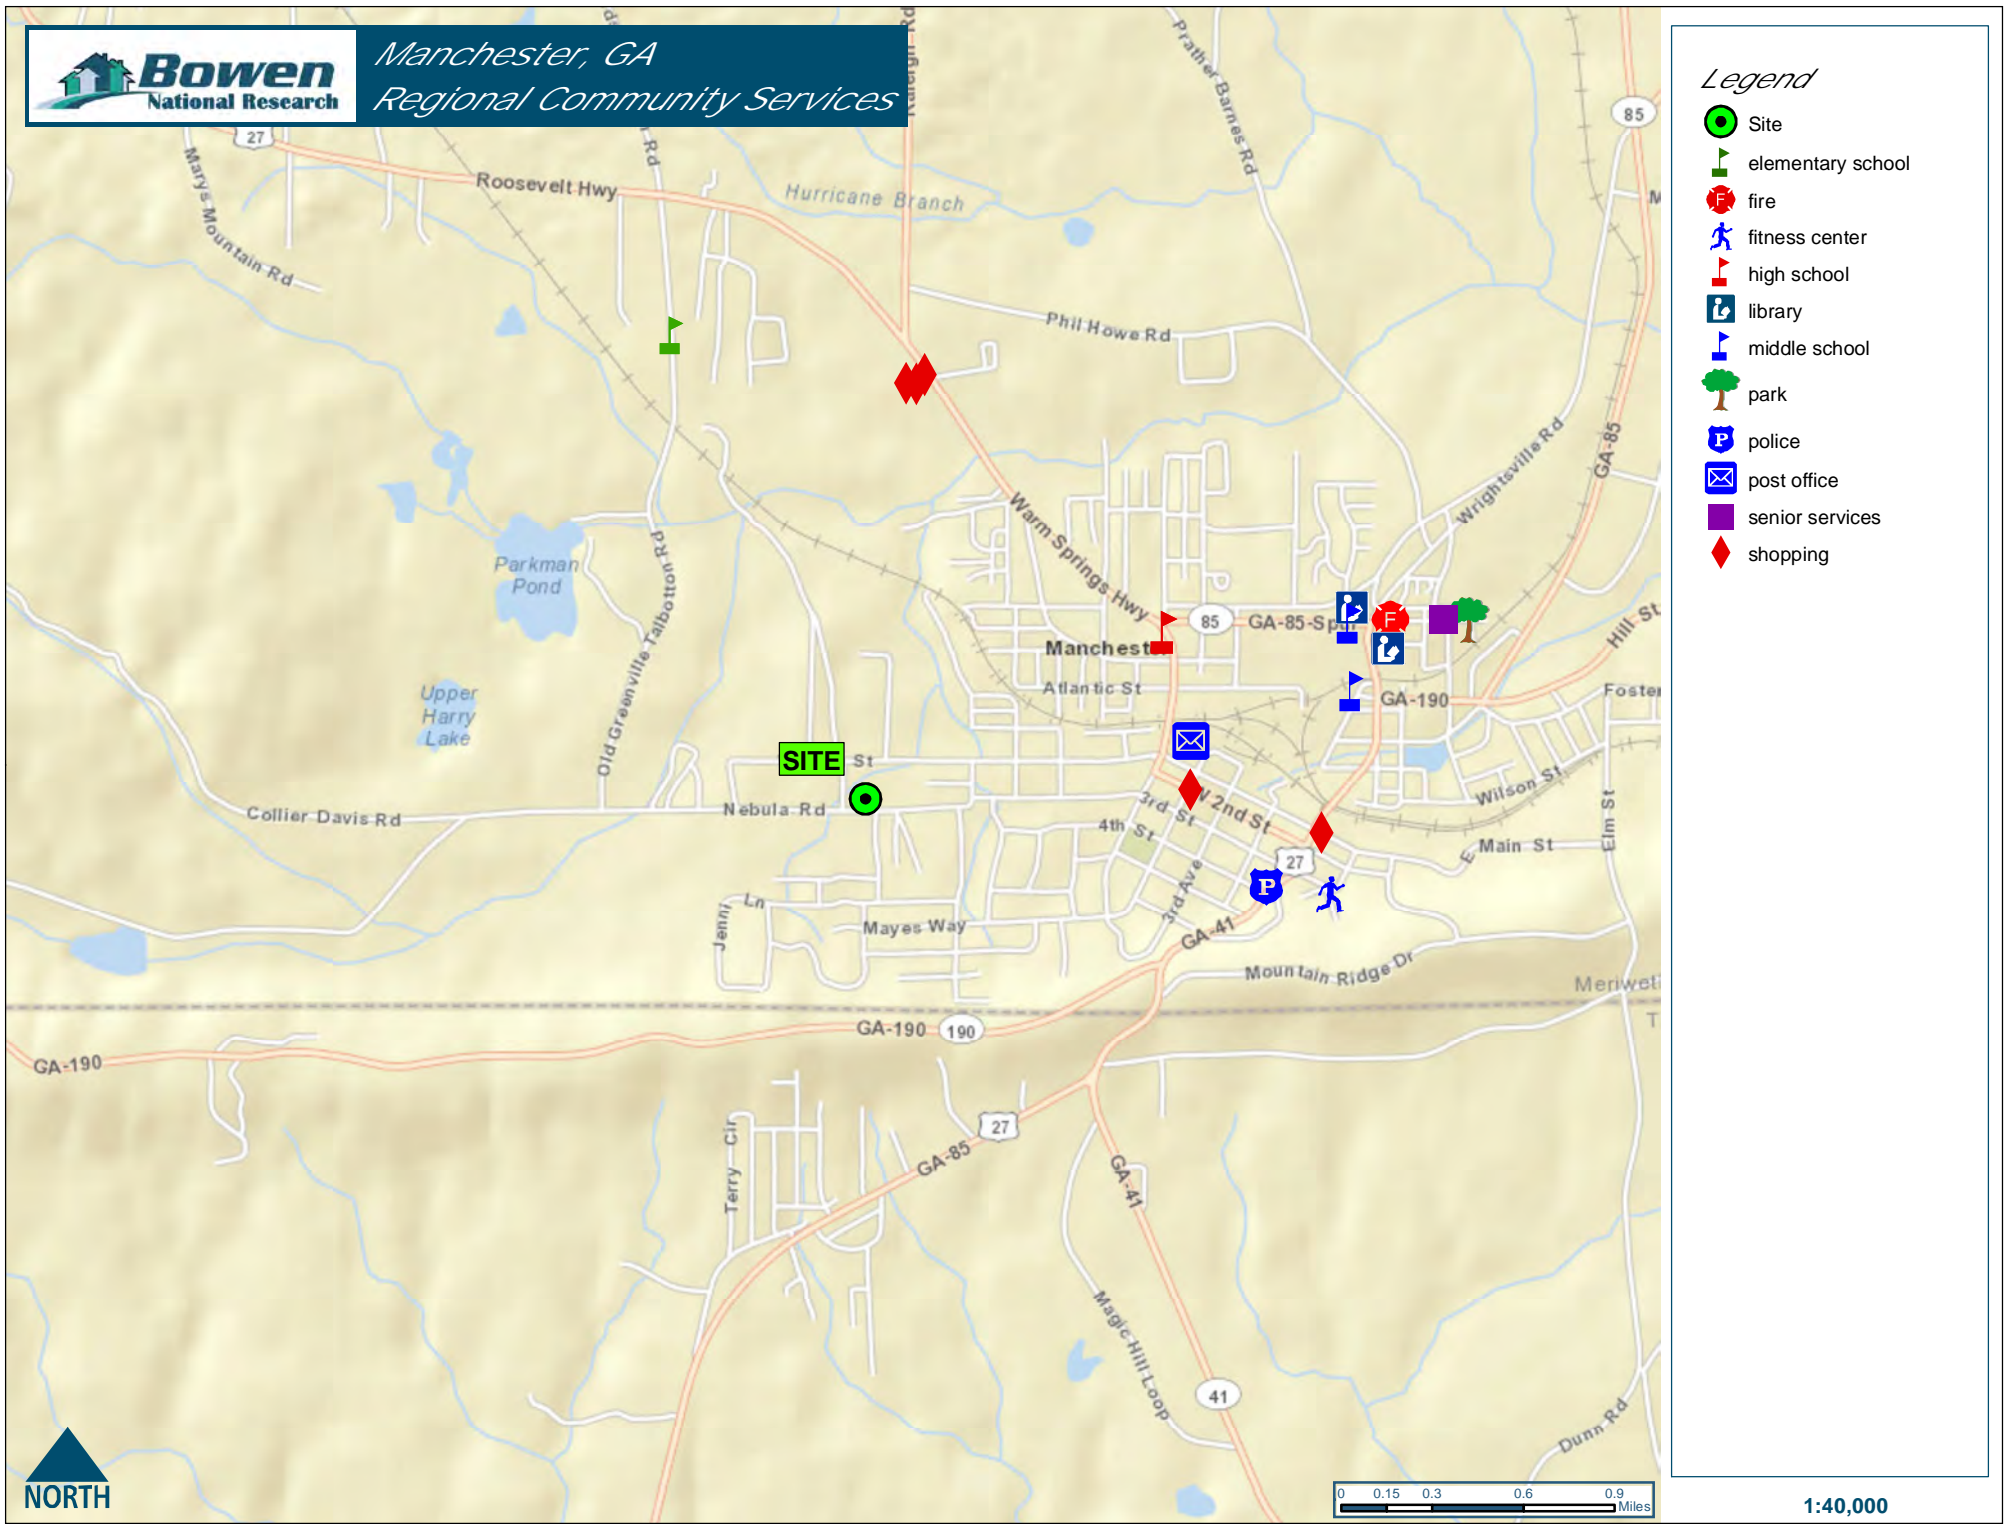 Bowen
National Research
Manchester, GA
Regional Community Services
Legend
Site
elementary school
fire
F
fitness center
high school
library
middle school
park
police
P
post office
senior services
shopping
27
Marys Mountain Rd
Roosevelt Hwy
Rd
Hurricane Branch
Prather Barnes Rd
85
Phil Howe Rd
Wrightsville Rd
GA-85
Warm Springs Hwy
Parkman
Pond
Old Greenville Talbotton Rd
85
GA-85-Spur
F
Hill St
Manchester
Atlantic St
GA-190
Foster
Upper
Harry
Lake
SITE
St
Nebula Rd
Collier Davis Rd
W 2nd St
3rd St
4th St
Wilson St
Elm St
E Main St
27
P
3rd Ave
Jenni Ln
Mayes Way
GA-41
Mountain Ridge Dr
Meriwet
T
GA-190
190
GA-190
27
GA-85
Terry Cir
GA-41
Magic Hill Loop
41
Dunn Rd
NORTH
0 0.15 0.3 0.6 0.9
Miles
1:40,000